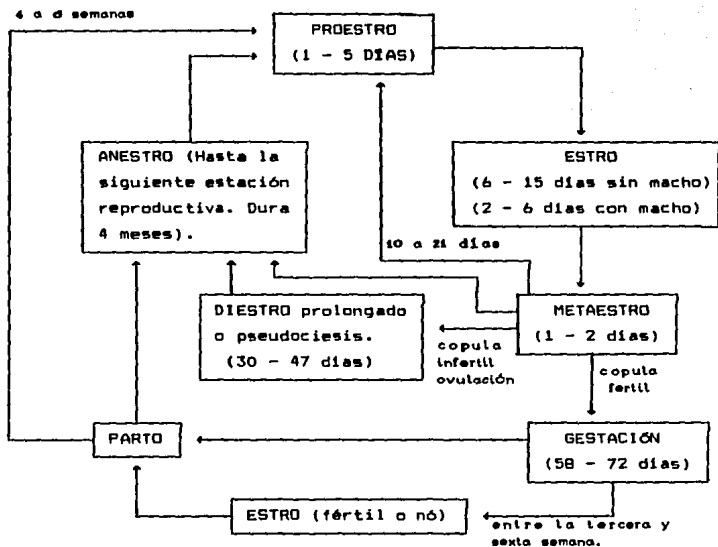 4 a 8 semanas
PROESTRO
(1 - 5 DÍAS)
ANESTRO (Hasta la
siguiente estación
reproductiva. Dura
4 meses).
ESTRO
(6 - 15 días sin macho)
(2 - 6 días con macho)
10 a 21 días
DIESTRO prolongado
o pseudociesis.
(30 - 47 días)
METAESTRO
(1 - 2 días)
copula
infertil
ovulación
copula
fertil
PARTO
GESTACIÓN
(58 - 72 días)
ESTRO (fértil o nó)
entre la tercera y
sexta semana.